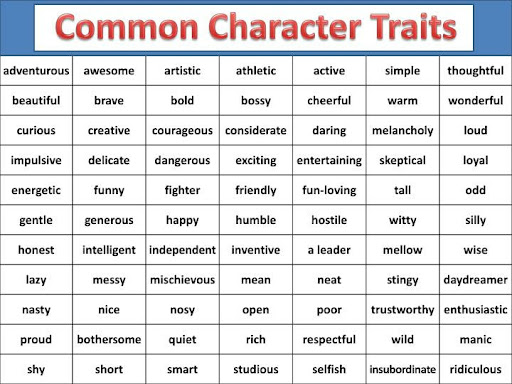 Common Character Traits
adventurous awesome artistic athletic active simple thoughtful
beautiful brave bold bossy cheerful warm wonderful
curious creative courageous considerate daring melancholy loud
impulsive delicate dangerous exciting entertaining skeptical loyal
energetic funny fighter friendly fun-loving tall odd
gentle generous happy humble hostile witty silly
honest intelligent independent inventive a leader mellow wise
lazy messy mischievous mean neat stingy daydreamer
nasty nice nosy open poor trustworthy enthusiastic
proud bothersome quiet rich respectful wild manic
shy short smart studious selfish insubordinate ridiculous